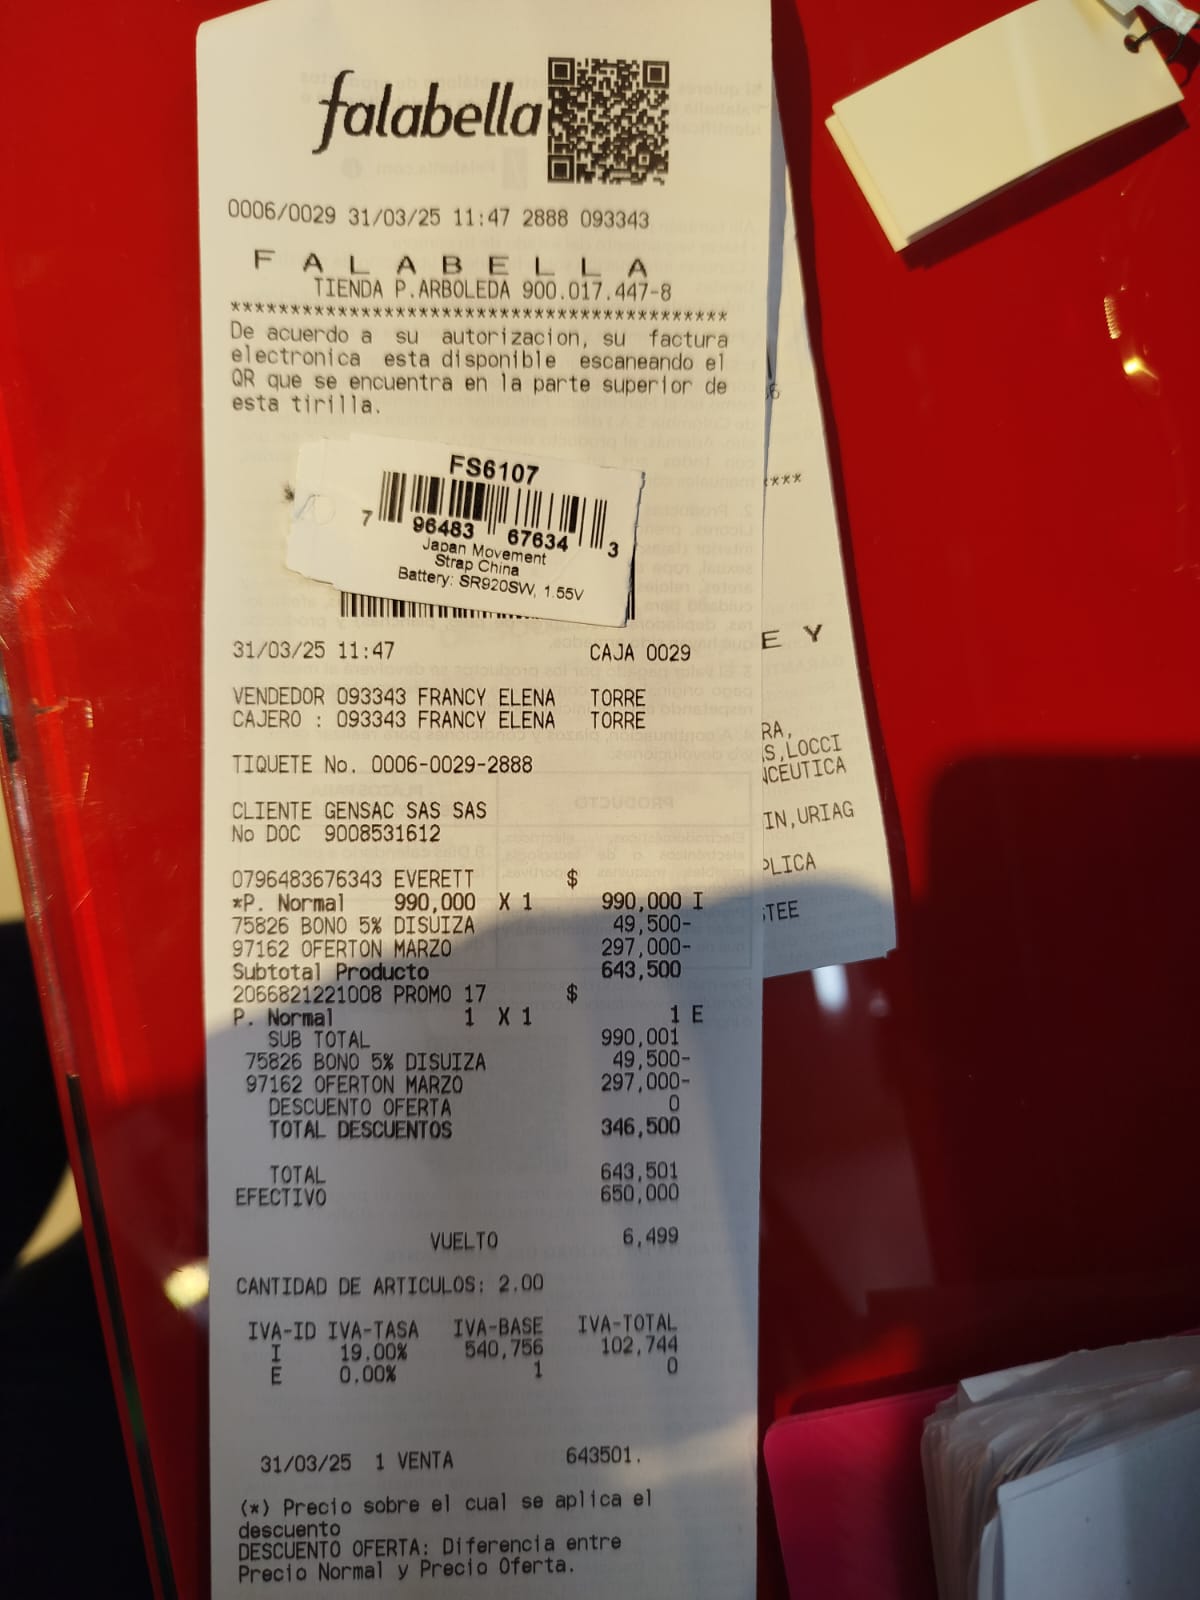 falabella
0006/0029 31/03/25 11:47 2888 093343
F A L A B E L L A
TIENDA P.ARBOLEDA 900.017.447-8
*****************************************
De acuerdo a su autorizacion, su factura
electronica esta disponible escaneando el
QR que se encuentra en la parte superior de
esta tirilla.
FS6107
7 96483 67634 3
Japan Movement
Strap China
Battery: SR920SW, 1.55V
31/03/25 11:47 CAJA 0029
VENDEDOR 093343 FRANCY ELENA TORRE
CAJERO : 093343 FRANCY ELENA TORRE
TIQUETE No. 0006-0029-2888
CLIENTE GENSAC SAS SAS
No DOC 9008531612
0796483676343 EVERETT $
*P. Normal 990,000 X 1 990,000 I
75826 BONO 5% DISUIZA 49,500-
97162 OFERTON MARZO 297,000-
Subtotal Producto 643,500
2066821221008 PROMO 17 $
P. Normal 1 X 1 1 E
SUB TOTAL 990,001
75826 BONO 5% DISUIZA 49,500-
97162 OFERTON MARZO 297,000-
DESCUENTO OFERTA 0
TOTAL DESCUENTOS 346,500
TOTAL 643,501
EFECTIVO 650,000
VUELTO 6,499
CANTIDAD DE ARTICULOS: 2.00
IVA-ID IVA-TASA IVA-BASE IVA-TOTAL
I 19.00% 540,756 102,744
E 0.00% 1 0
31/03/25 1 VENTA 643501.
(*) Precio sobre el cual se aplica el
descuento
DESCUENTO OFERTA: Diferencia entre
Precio Normal y Precio Oferta.
****
E Y
RA,
S,LOCCI
NCEUTICA
IN,URIAG
PLICA
TEE